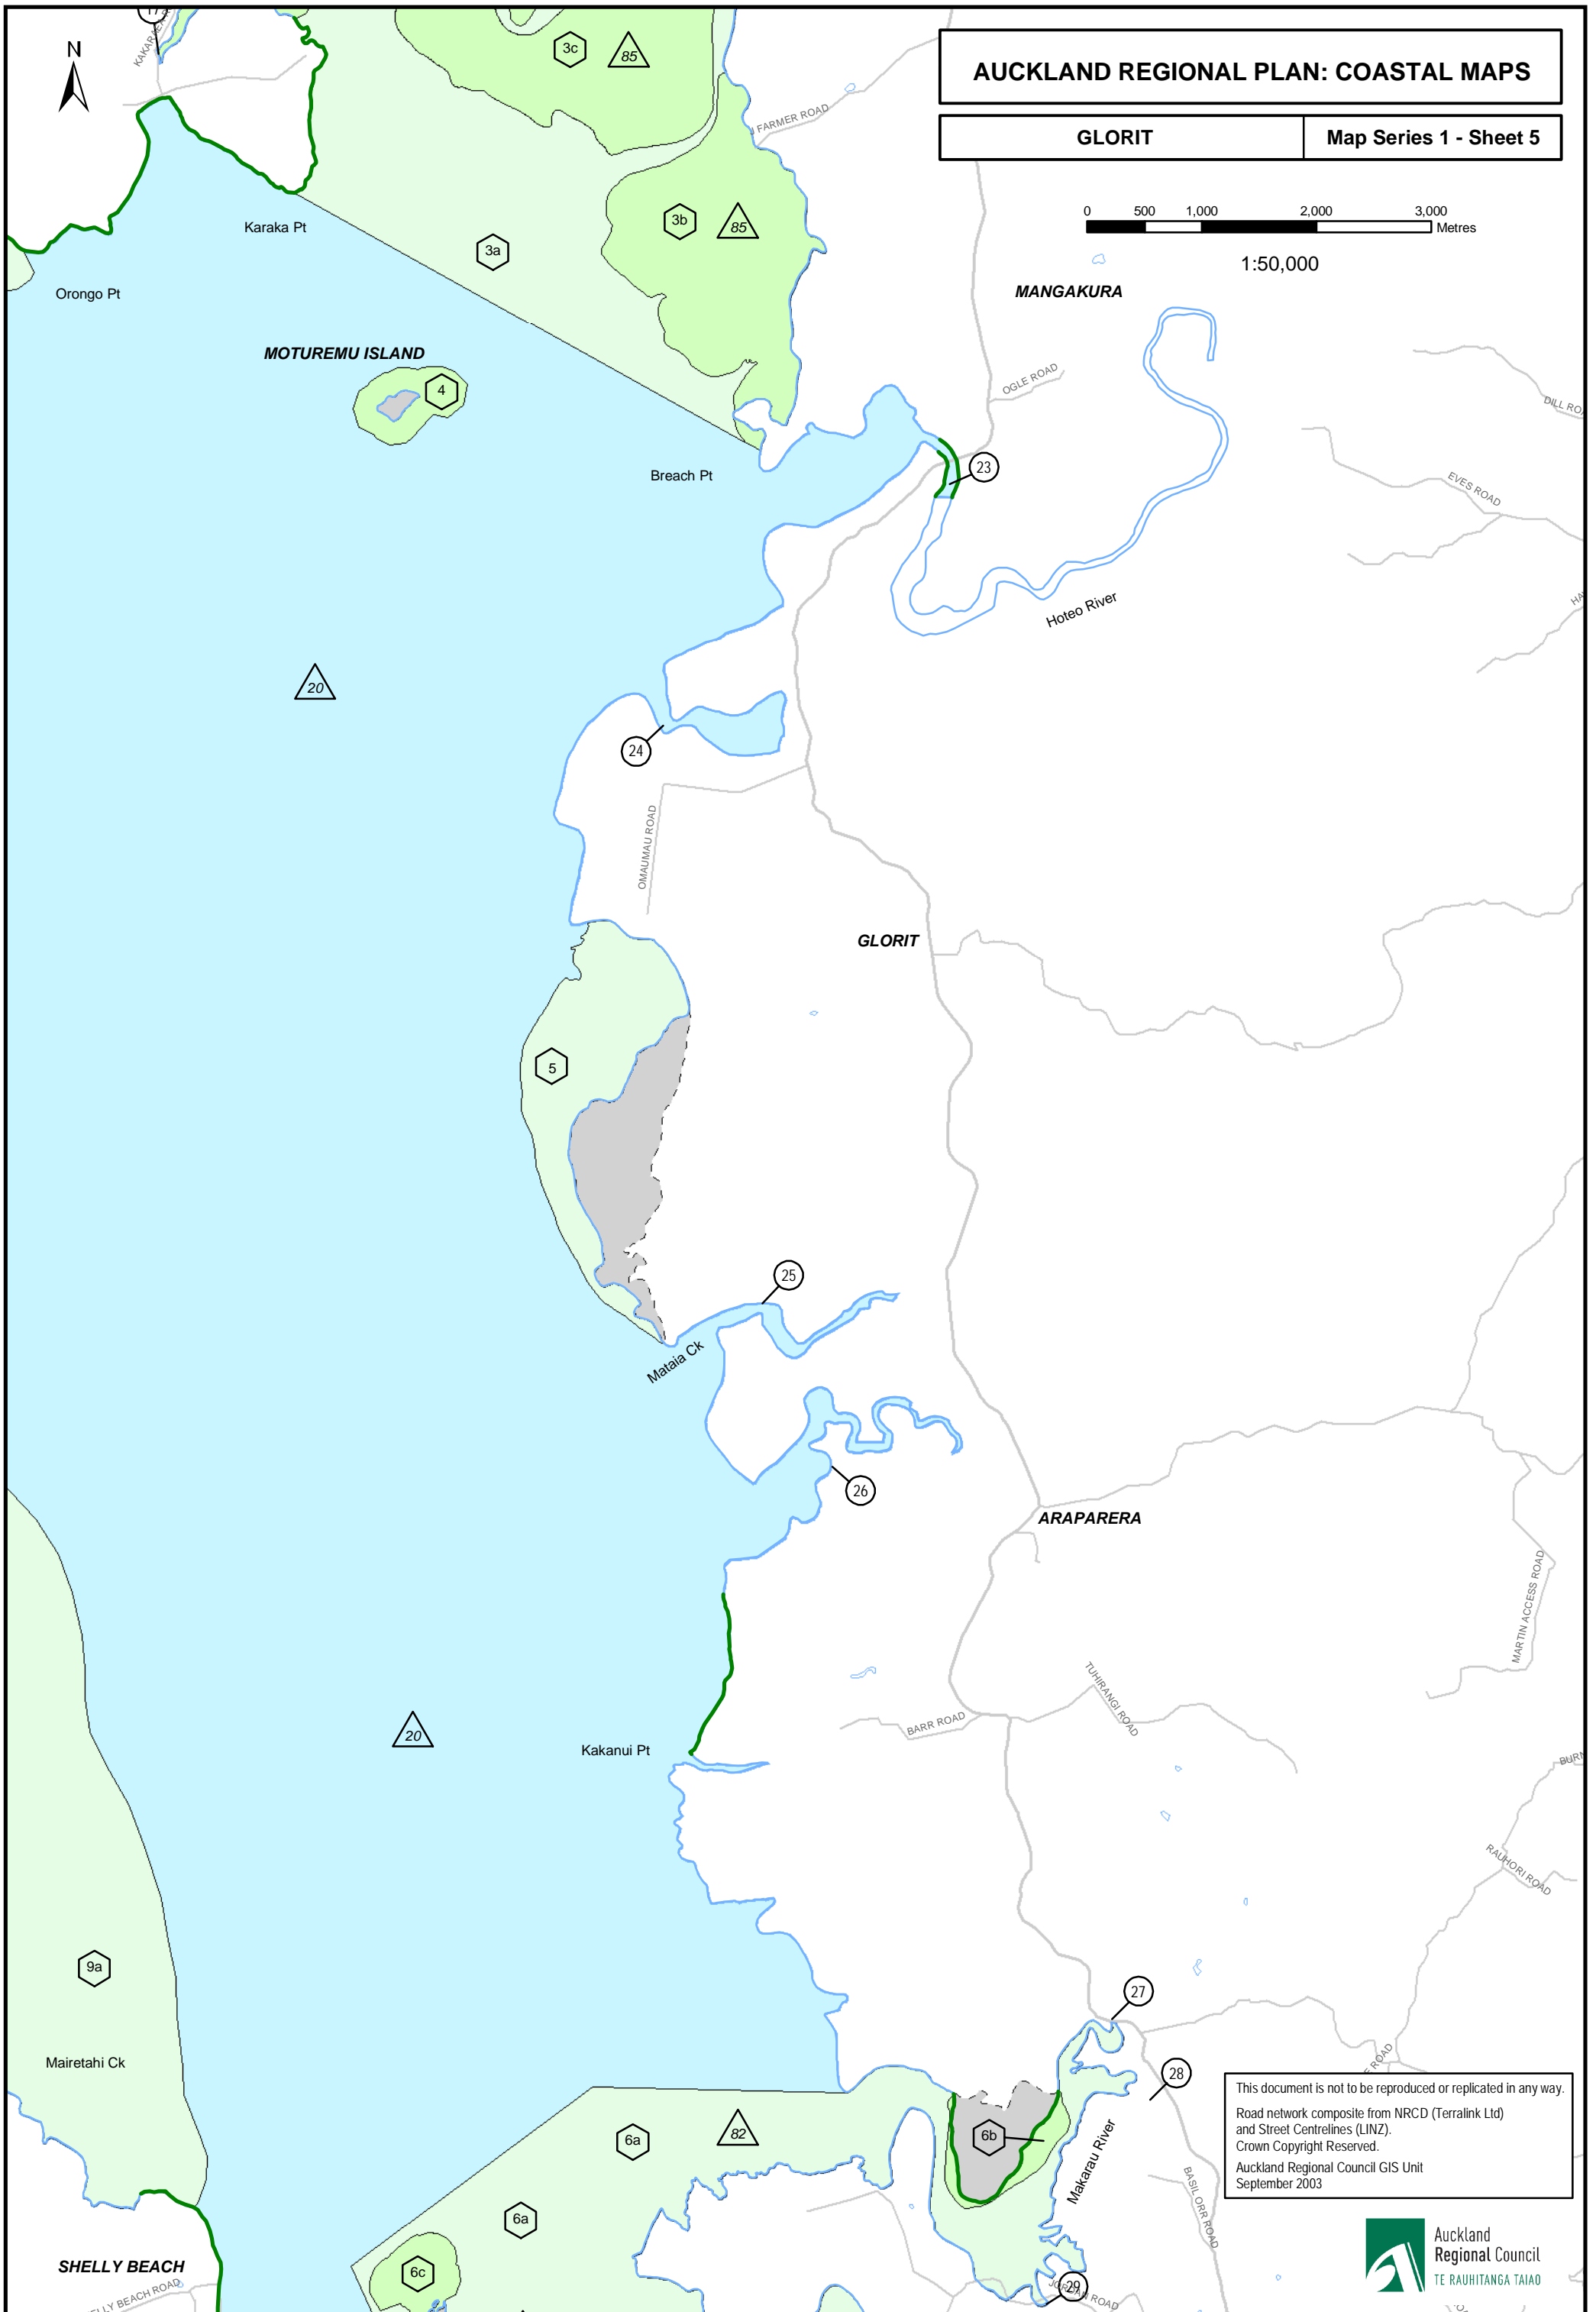 17
N
3c
85
AUCKLAND REGIONAL PLAN: COASTAL MAPS
GLORIT
Map Series 1 - Sheet 5
FARMER ROAD
0 500 1,000 2,000 3,000
Metres
1:50,000
Karaka Pt
3a
3b
85
Orongo Pt
MANGAKURA
MOTUREMU ISLAND
4
OGLE ROAD
Breach Pt
23
EVES ROAD
Hoteo River
20
24
OMAUMAU ROAD
GLORIT
5
25
Mataia Ck
26
ARAPARERA
MARTIN ACCESS ROAD
TUHIRANGI ROAD
BARR ROAD
20
Kakanui Pt
RAUHORI ROAD
9a
27
Mairetahi Ck
28
6a
82
6b
Makarau River
BASIL ORR ROAD
This document is not to be reproduced or replicated in any way.
Road network composite from NRCD (Terralink Ltd)
and Street Centrelines (LINZ).
Crown Copyright Reserved.
Auckland Regional Council GIS Unit
September 2003
6a
SHELLY BEACH
6c
29
ROAD
Auckland
Regional Council
TE RAUHITANGA TAIAO
LLY BEACH ROAD